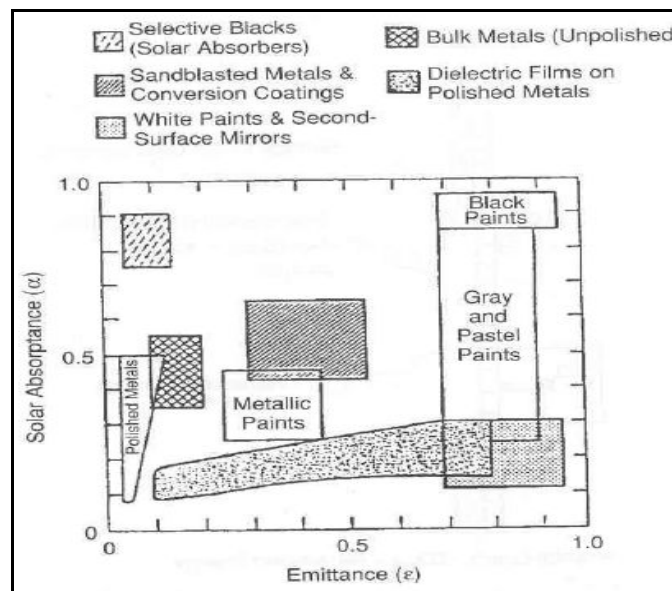 Selective Blacks
(Solar Absorbers)
Sandblasted Metals &
Conversion Coatings
White Paints & Second-
Surface Mirrors
Bulk Metals (Unpolished
Dielectric Films on
Polished Metals
1.0
0.5
0
Solar Absorptance (α)
Polished Metals
Metallic
Paints
Black
Paints
Gray
and
Pastel
Paints
0
0.5
1.0
Emittance (ε)